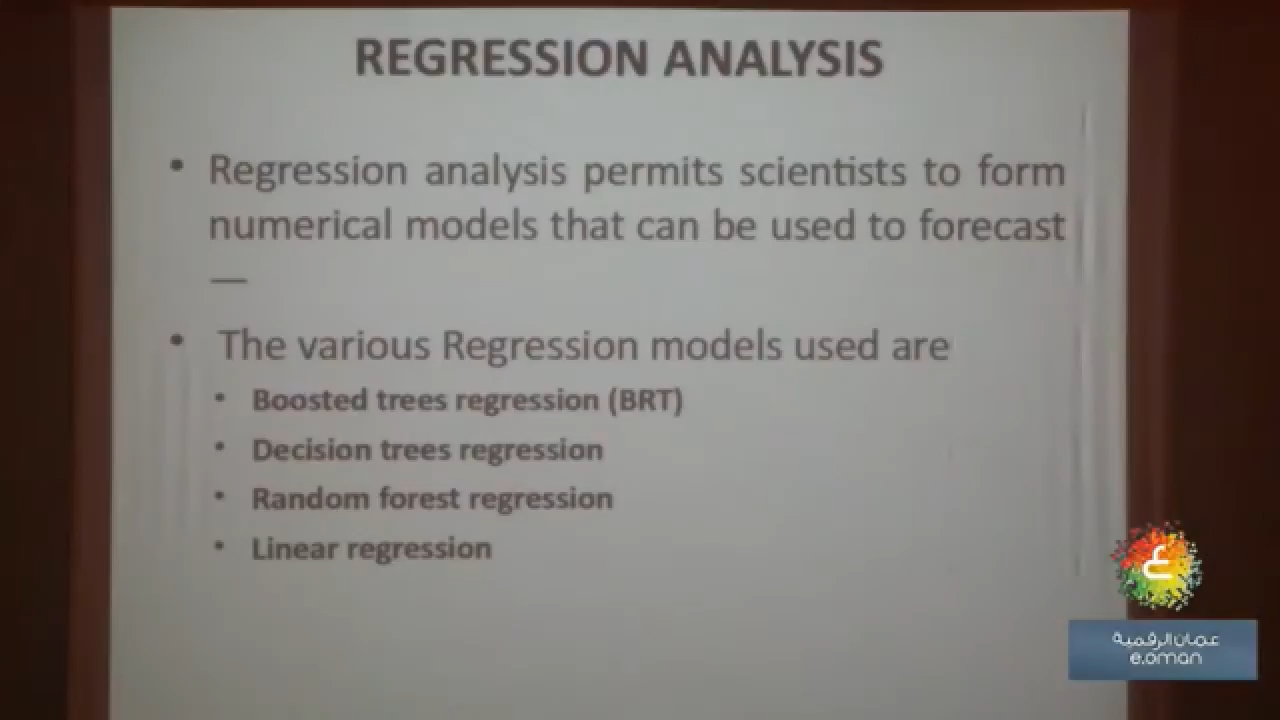 REGRESSION ANALYSIS
• Regression analysis permits scientists to form
numerical models that can be used to forecast
—
• The various Regression models used are
• Boosted trees regression (BRT)
• Decision trees regression
• Random forest regression
• Linear regression
ع
عمان الرقمية
e.oman